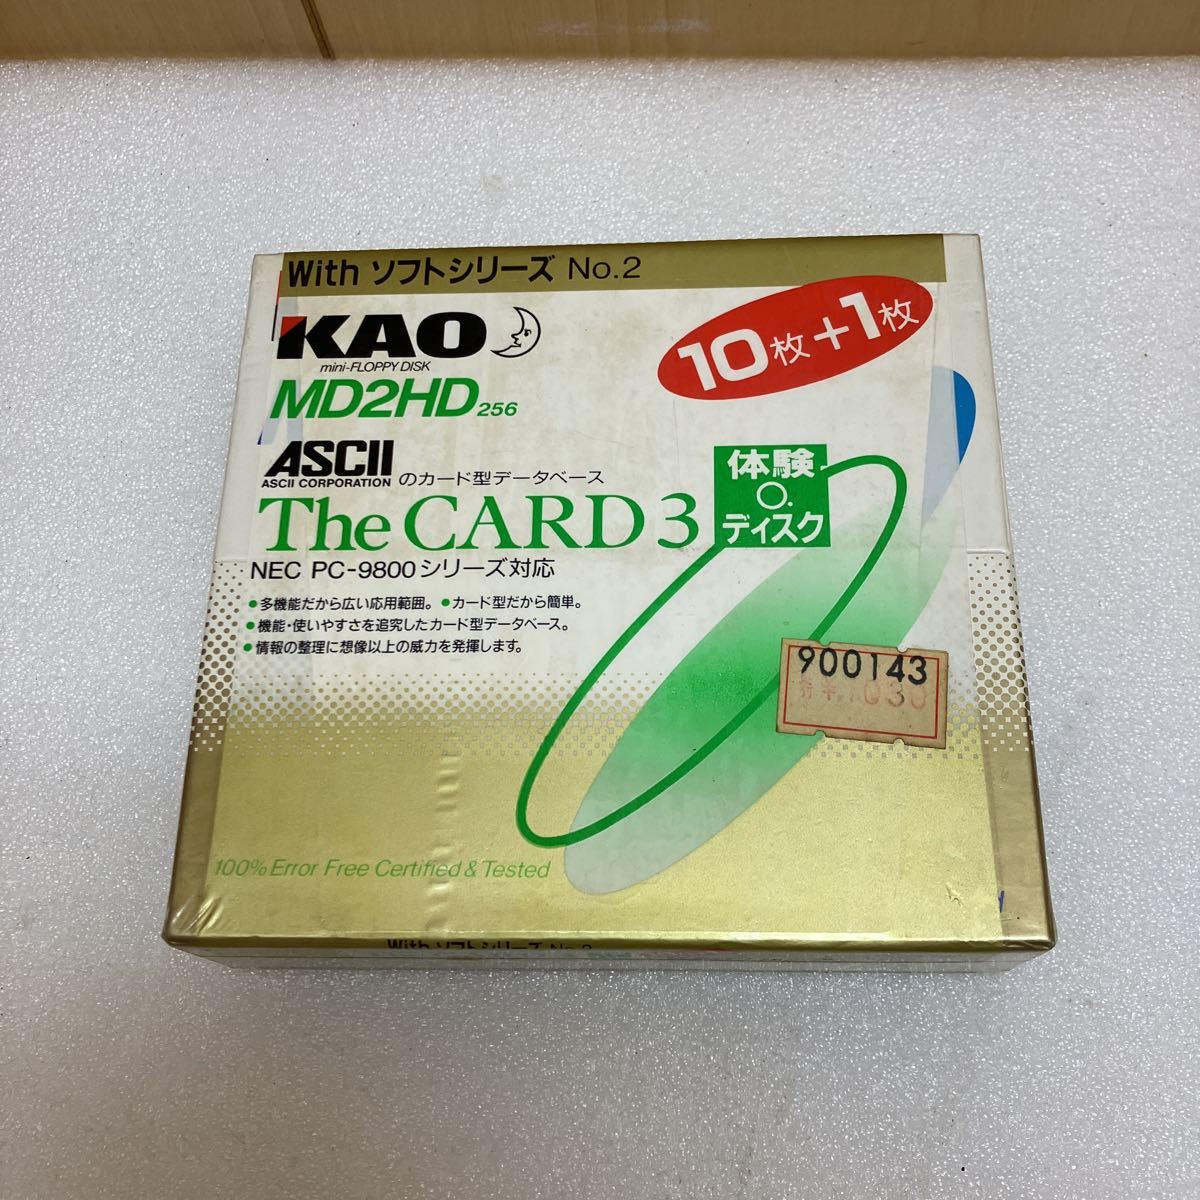 With ソフトシリーズ No.2
KAO
mini-FLOPPY DISK
MD2HD 256
10枚+1枚
ASCII
ASCII CORPORATION
のカード型データベース
The CARD 3
体験
ディスク
NEC PC-9800シリーズ対応
●多機能だから広い応用範囲。●カード型だから簡単。
●機能・使いやすさを追究したカード型データベース。
●情報の整理に想像以上の威力を発揮します。
900143
100% Error Free Certified & Tested
With ソフトシリーズ No.2